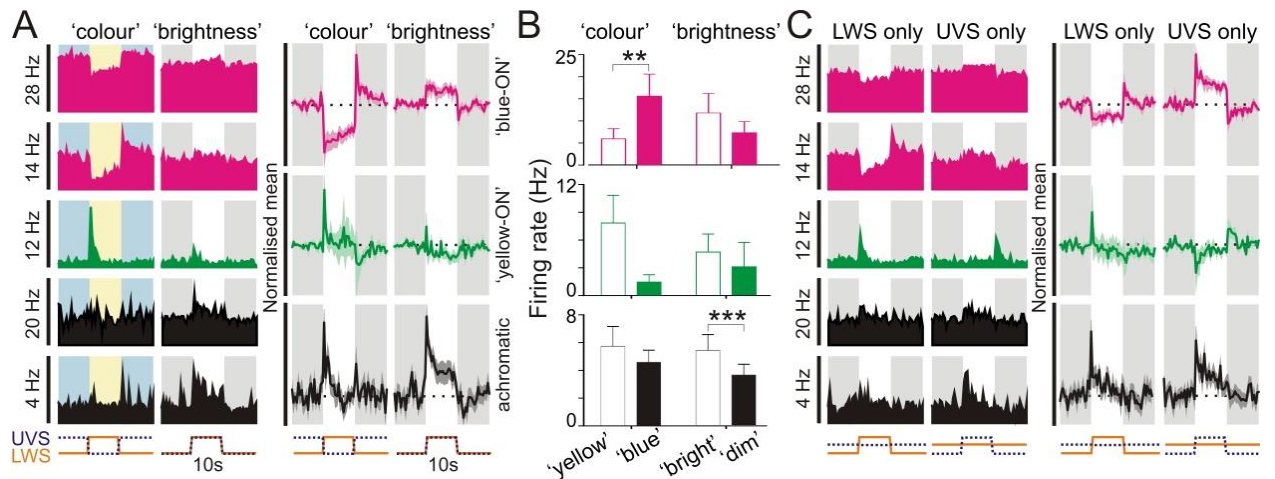 A
'colour' 'brightness'
28 Hz
14 Hz
12 Hz
20 Hz
4 Hz
UVS
LWS
10s
Normalised mean
'colour' 'brightness'
'blue-ON'
'yellow-ON'
achromatic
10s
B
'colour' 'brightness'
Firing rate (Hz)
25
**
0
12
0
8
***
0
'yellow' 'blue' 'bright' 'dim'
C
LWS only UVS only
28 Hz
14 Hz
12 Hz
20 Hz
4 Hz
Normalised mean
LWS only UVS only